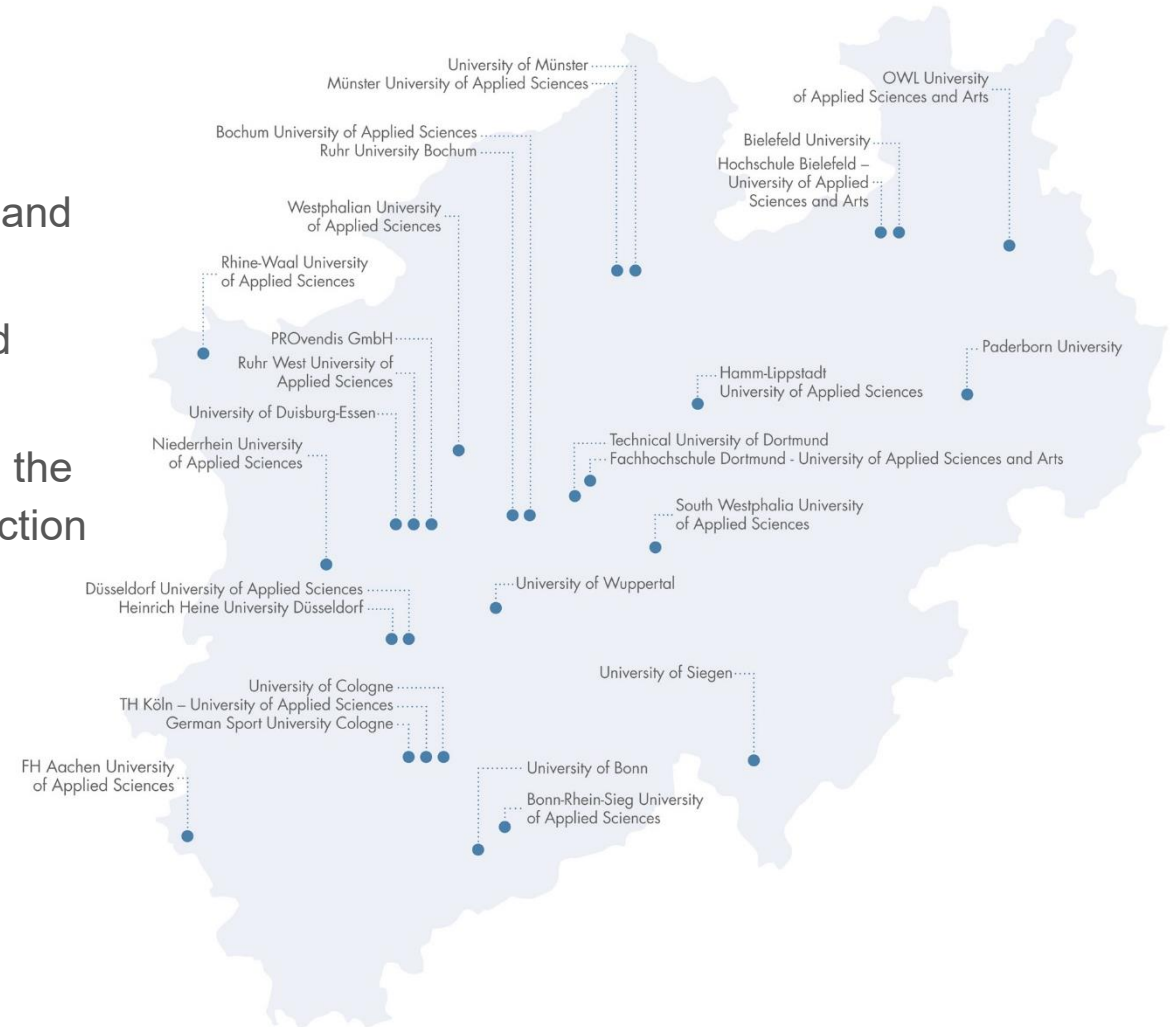 and
d
the
ction
University of Münster
Münster University of Applied Sciences
OWL University
of Applied Sciences and Arts
Bochum University of Applied Sciences
Ruhr University Bochum
Bielefeld University
Hochschule Bielefeld –
University of Applied
Sciences and Arts
Westphalian University
of Applied Sciences
Rhine-Waal University
of Applied Sciences
PROvendis GmbH
Ruhr West University of
Applied Sciences
University of Duisburg-Essen
Niederrhein University
of Applied Sciences
Paderborn University
Hamm-Lippstadt
University of Applied Sciences
Technical University of Dortmund
Fachhochschule Dortmund - University of Applied Sciences and Arts
South Westphalia University
of Applied Sciences
University of Wuppertal
Düsseldorf University of Applied Sciences
Heinrich Heine University Düsseldorf
University of Siegen
University of Cologne
TH Köln – University of Applied Sciences
German Sport University Cologne
FH Aachen University
of Applied Sciences
University of Bonn
Bonn-Rhein-Sieg University
of Applied Sciences